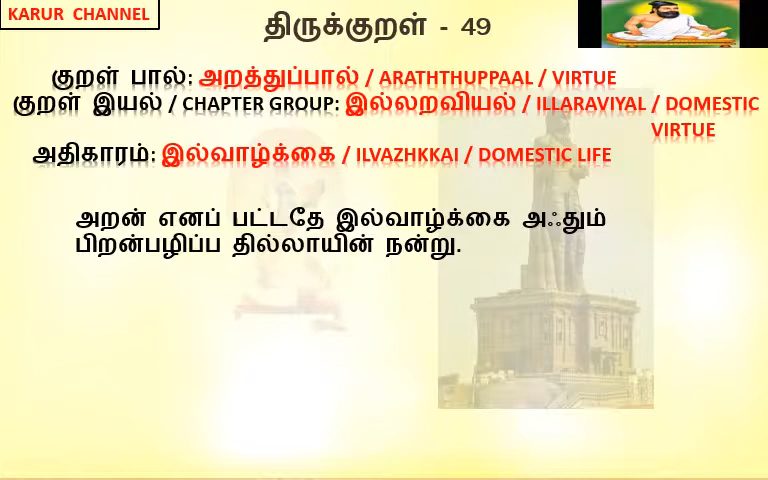 KARUR CHANNEL
திருக்குறள் - 49
குறள் பால்: அறத்துப்பால் / ARATHTHUPPAAL / VIRTUE
குறள் இயல் / CHAPTER GROUP: இல்லறவியல் / ILLARAVIYAL / DOMESTIC
VIRTUE
அதிகாரம்: இல்வாழ்க்கை / ILVAZHKKAI / DOMESTIC LIFE
அறன் எனப் பட்டதே இல்வாழ்க்கை அஃதும்
பிறன்பழிப்ப தில்லாயின் நன்று.